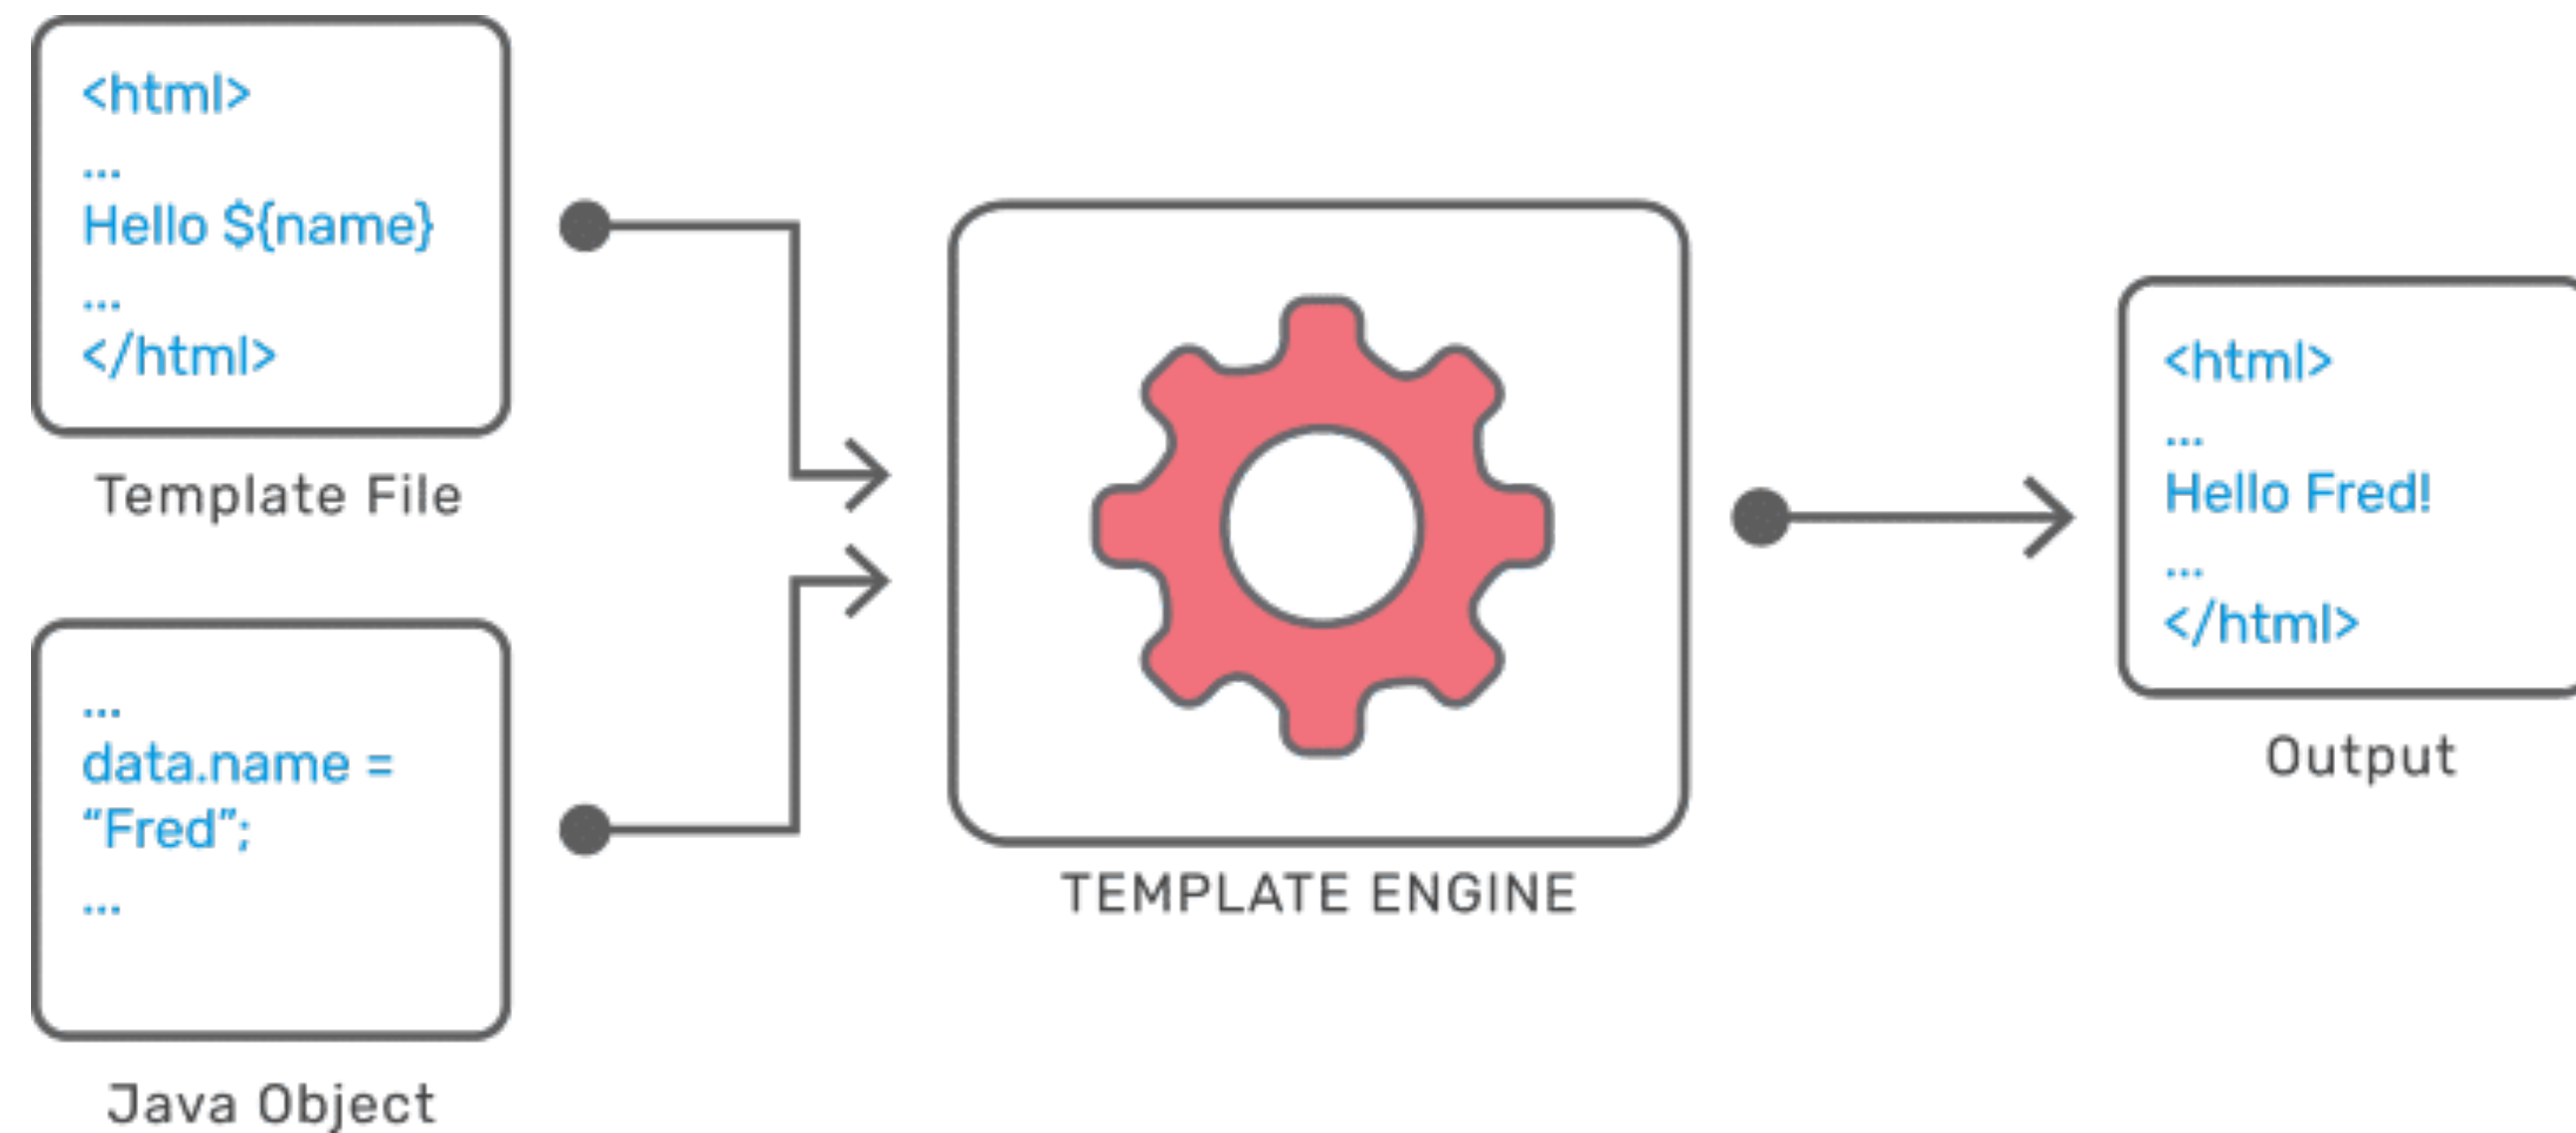 <html>
...
Hello ${name}
...
</html>
Template File
...
data.name =
“Fred”;
...
Java Object
TEMPLATE ENGINE
<html>
...
Hello Fred!
...
</html>
Output